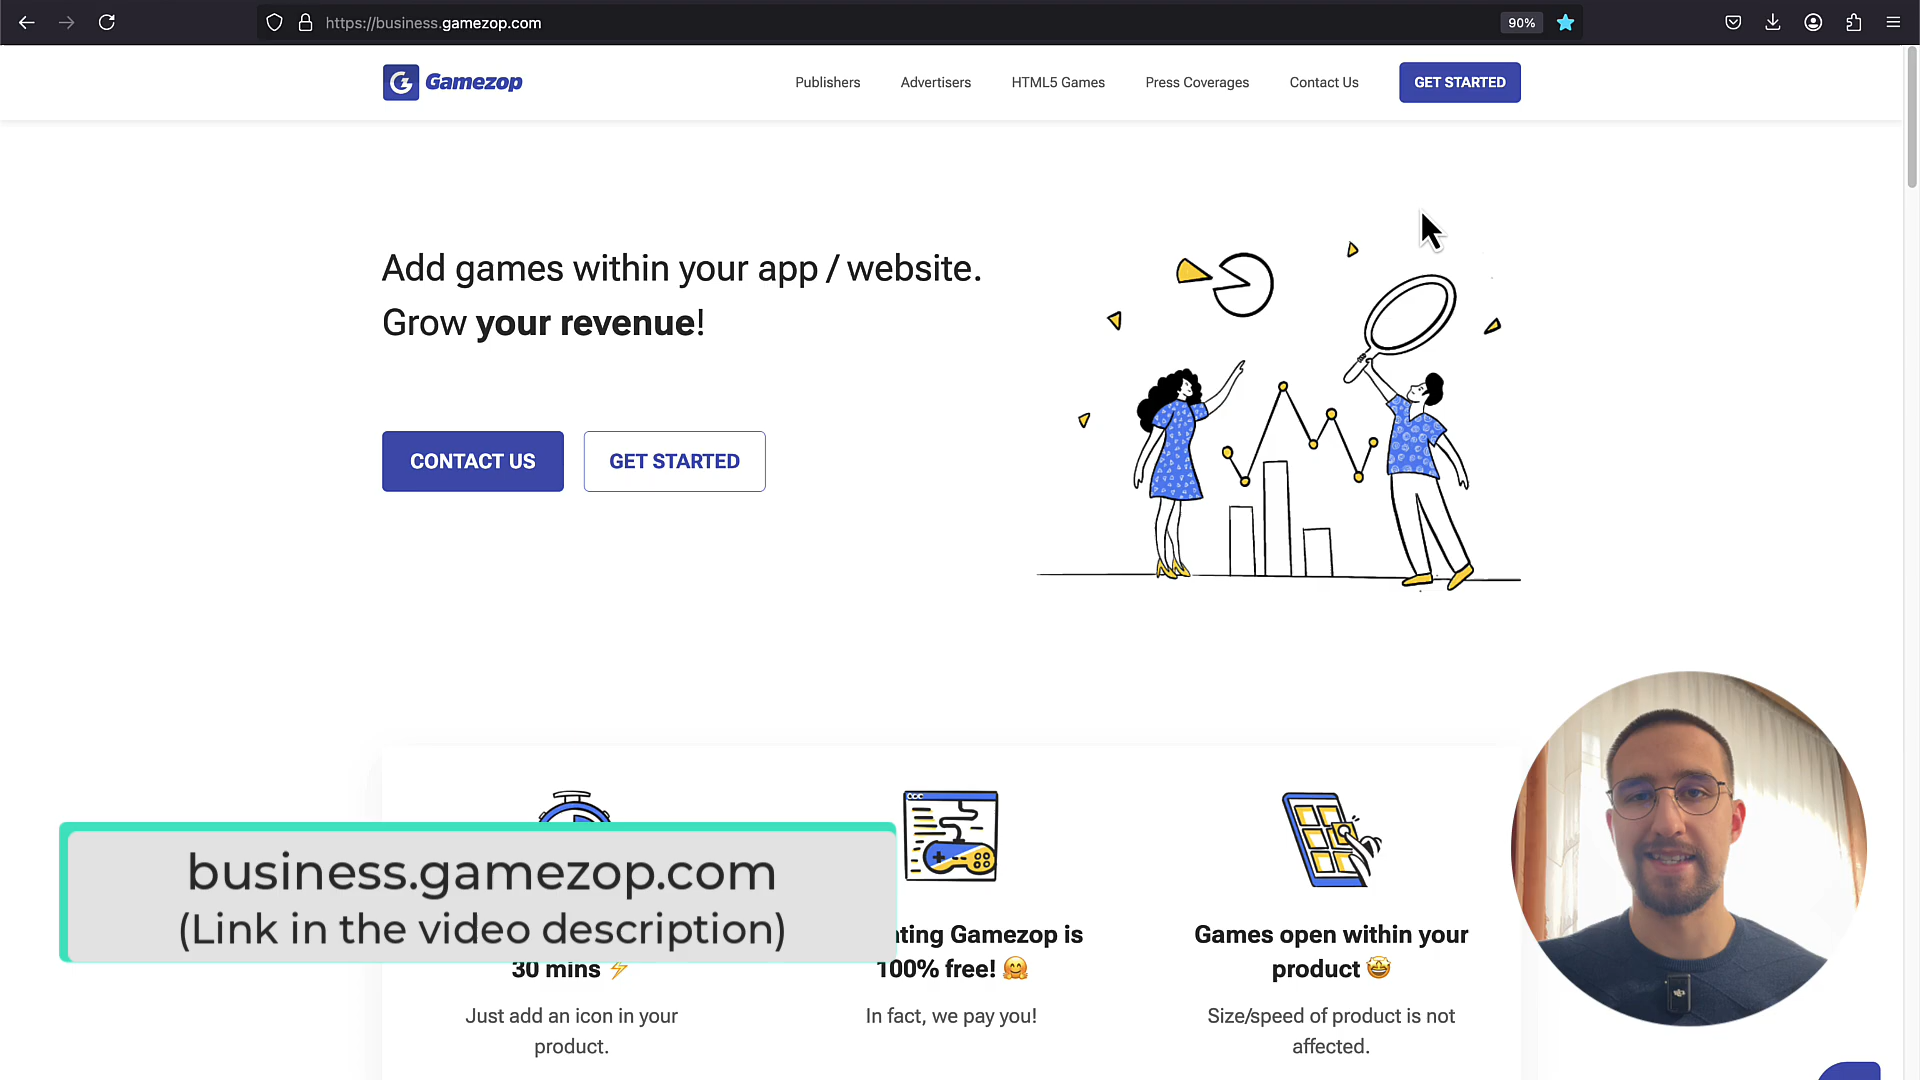 https://business.gamezop.com
90%
Gamezop
Publishers
Advertisers
HTML5 Games
Press Coverages
Contact Us
GET STARTED
Add games within your app / website.
Grow your revenue!
CONTACT US
GET STARTED
business.gamezop.com
(Link in the video description)
30 mins ⚡
Just add an icon in your
product.
Gamezop is
100% free! 🤗
In fact, we pay you!
Games open within your
product 🤩
Size/speed of product is not
affected.